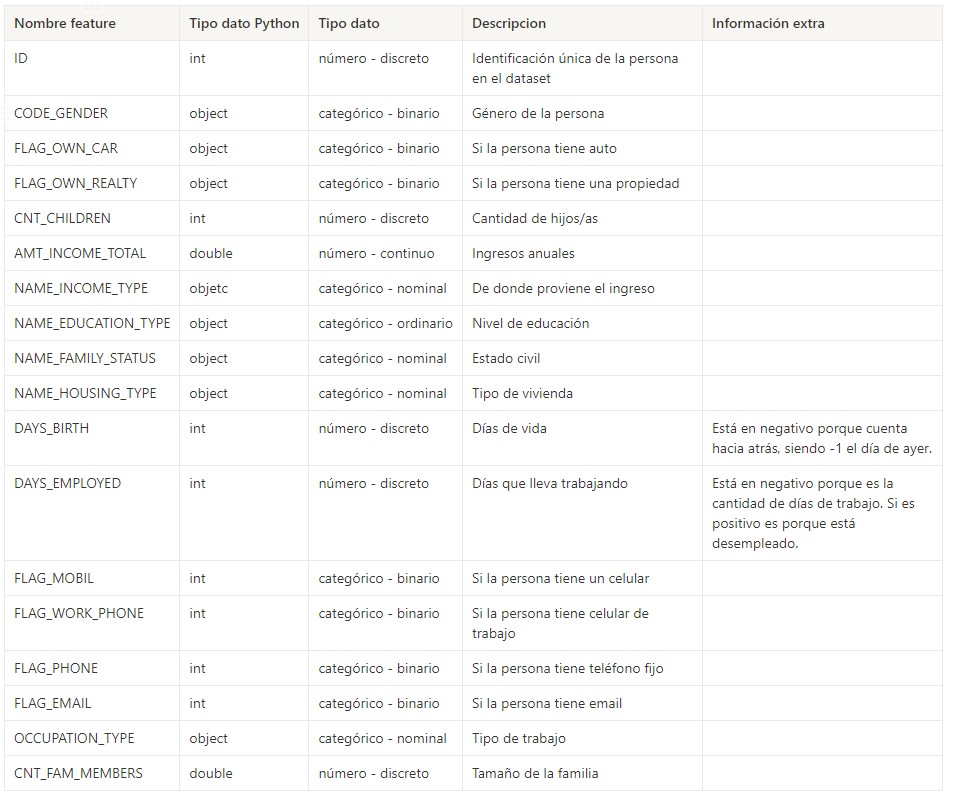 Nombre feature Tipo dato Python Tipo dato Descripcion Información extra
ID int número - discreto Identificación única de la persona
en el dataset
CODE_GENDER object categórico - binario Género de la persona
FLAG_OWN_CAR object categórico - binario Si la persona tiene auto
FLAG_OWN_REALTY object categórico - binario Si la persona tiene una propiedad
CNT_CHILDREN int número - discreto Cantidad de hijos/as
AMT_INCOME_TOTAL double número - continuo Ingresos anuales
NAME_INCOME_TYPE objetc categórico - nominal De donde proviene el ingreso
NAME_EDUCATION_TYPE object categórico - ordinario Nivel de educación
NAME_FAMILY_STATUS object categórico - nominal Estado civil
NAME_HOUSING_TYPE object categórico - nominal Tipo de vivienda
DAYS_BIRTH int número - discreto Días de vida Está en negativo porque cuenta
hacia atrás, siendo -1 el día de ayer.
DAYS_EMPLOYED int número - discreto Días que lleva trabajando Está en negativo porque es la
cantidad de días de trabajo. Si es
positivo es porque está
desempleado.
FLAG_MOBIL int categórico - binario Si la persona tiene un celular
FLAG_WORK_PHONE int categórico - binario Si la persona tiene celular de
trabajo
FLAG_PHONE int categórico - binario Si la persona tiene teléfono fijo
FLAG_EMAIL int categórico - binario Si la persona tiene email
OCCUPATION_TYPE object categórico - nominal Tipo de trabajo
CNT_FAM_MEMBERS double número - discreto Tamaño de la familia